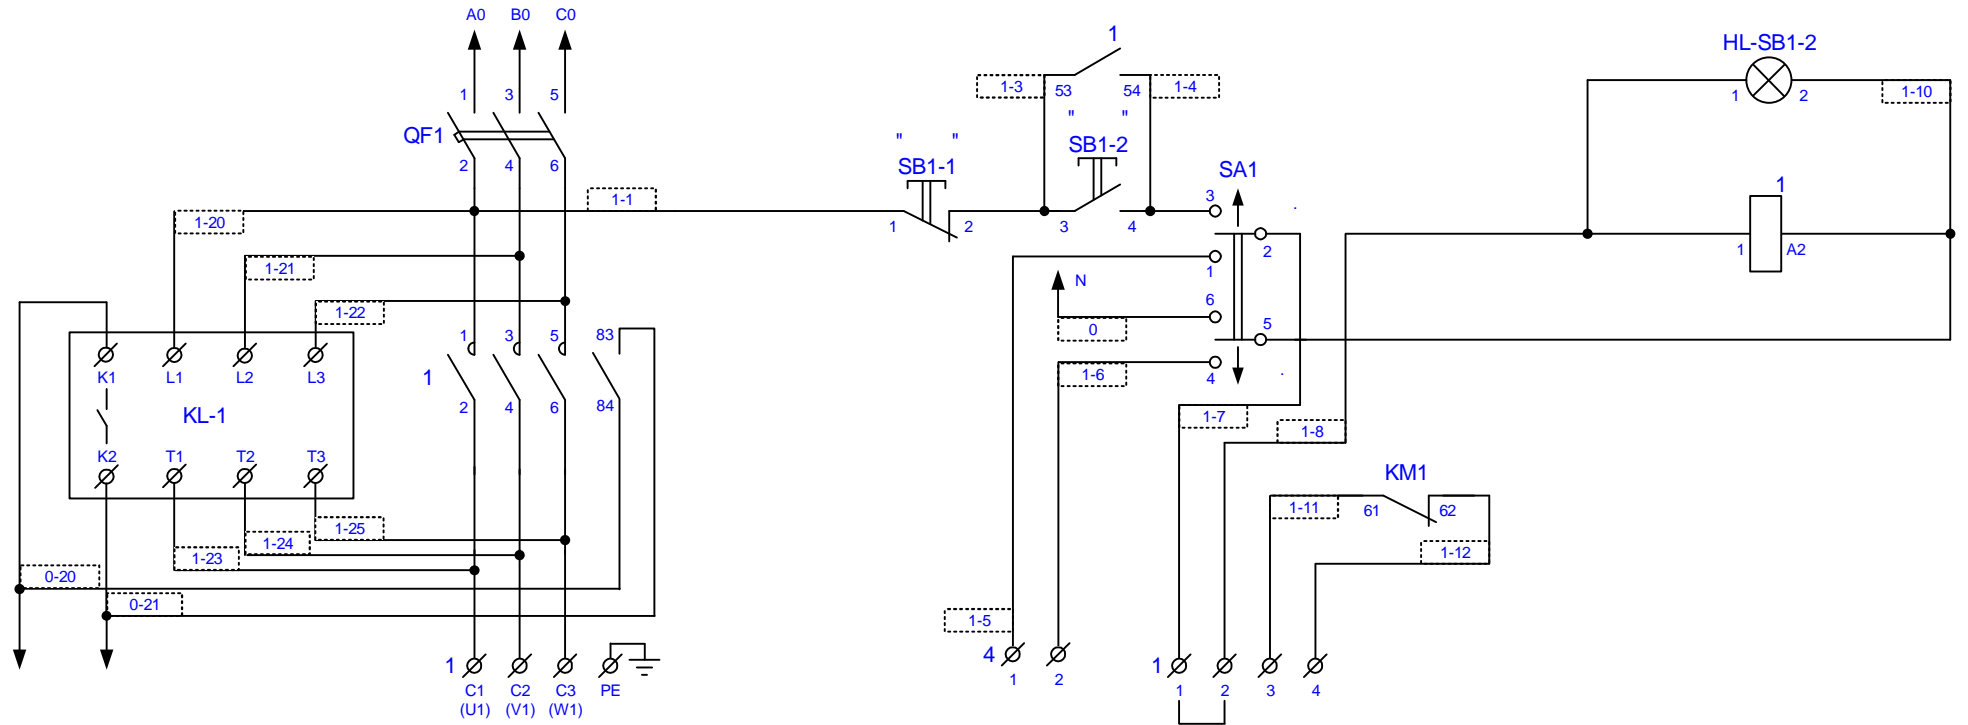 A0 B0 C0
1 3 5
QF1
2 4 6
1-1
1-20
1-21
1-22
K1 L1 L2 L3
KL-1
K2 T1 T2 T3
1 3 5 83
1
2 4 6 84
1-25
1-24
1-23
0-20
0-21
1
C1 C2 C3 PE
(U1) (V1) (W1)
1
1-3 53 54 1-4
" "
" "
SB1-1
1 2
SB1-2
3 4
SA1
3
2
1
N
6
0
5
1-6
4
.
.
1-7
1-8
1-5
4
1 2
HL-SB1-2
1 2
1-10
1
1 A2
KM1
1-11 61 62
1-12
1
1 2 3 4